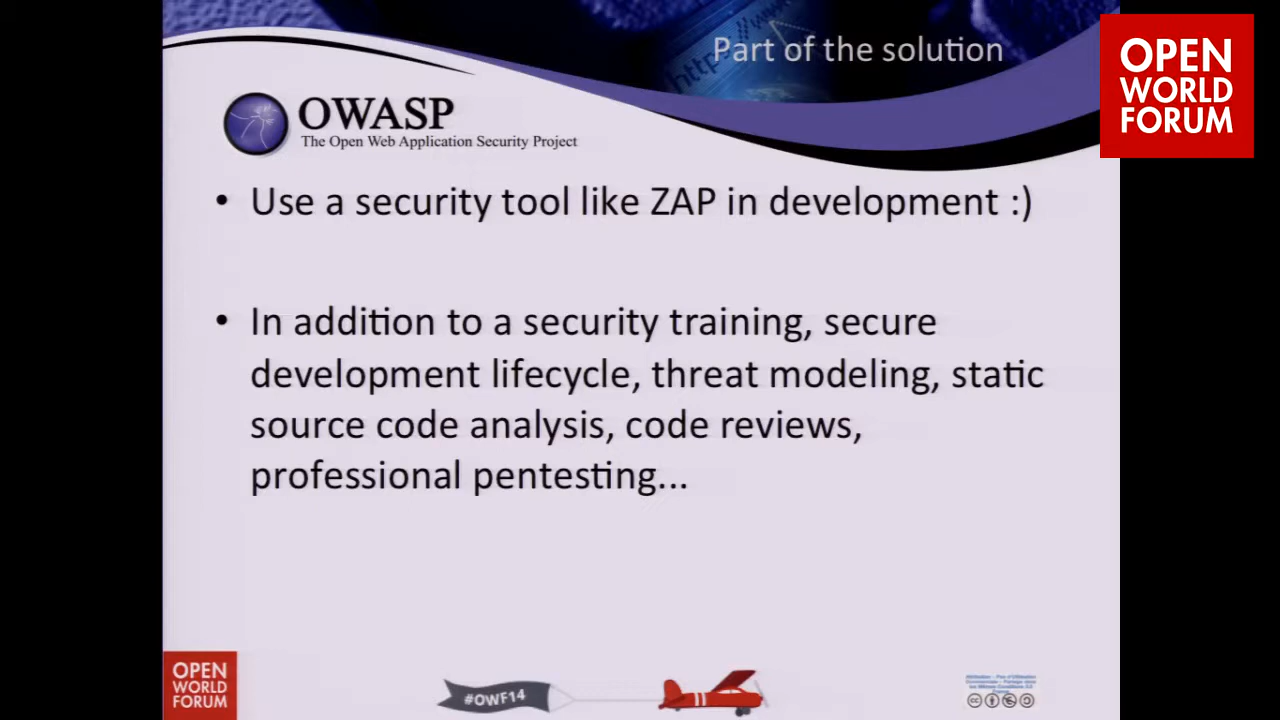 Part of the solution
http
OPEN
WORLD
FORUM
OWASP
The Open Web Application Security Project
• Use a security tool like ZAP in development :)
• In addition to a security training, secure
development lifecycle, threat modeling, static
source code analysis, code reviews,
professional pentesting...
OPEN
WORLD
FORUM
#OWF14